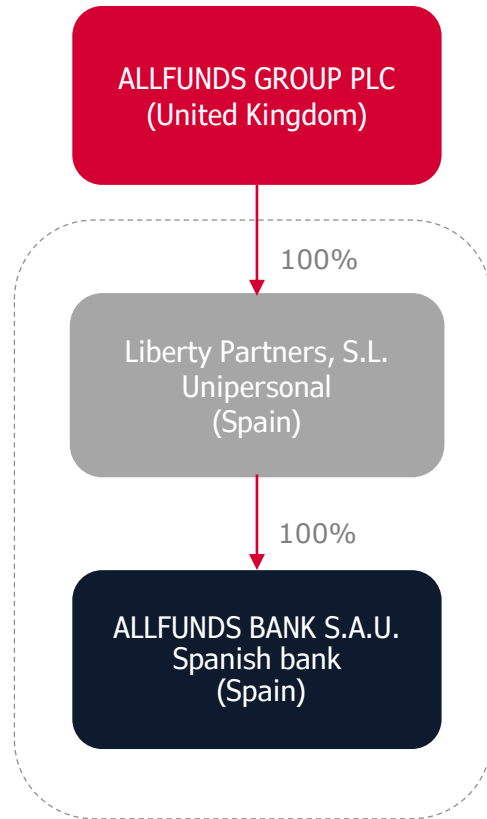 ALLFUNDS GROUP PLC
(United Kingdom)
100%
Liberty Partners, S.L.
Unipersonal
(Spain)
100%
ALLFUNDS BANK S.A.U.
Spanish bank
(Spain)